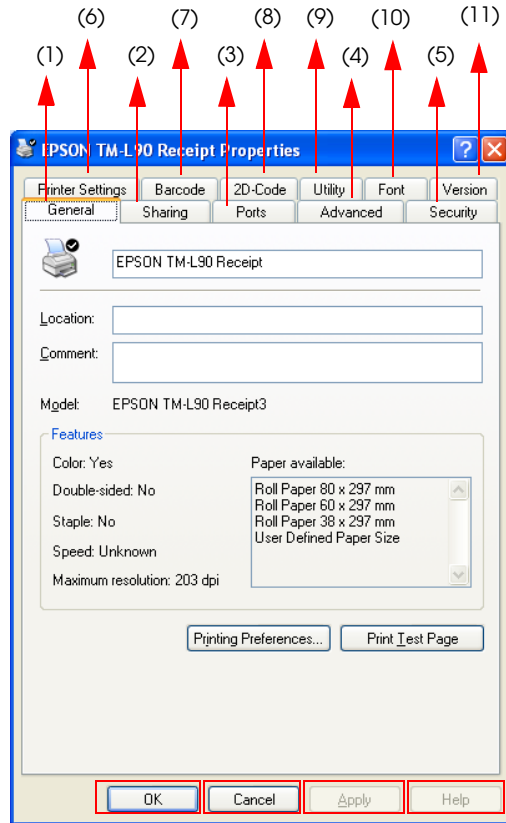 (6) (7) (8) (9) (10) (11)
(1) (2) (3) (4) (5)
EPSON TM-L90 Receipt Properties
Printer Settings Barcode 2D-Code Utility Font Version
General Sharing Ports Advanced Security
EPSON TM-L90 Receipt
Location:
Comment:
Model: EPSON TM-L90 Receipt3
Features
Color: Yes Paper available:
Double-sided: No Roll Paper 80 x 297 mm
Roll Paper 60 x 297 mm
Staple: No Roll Paper 38 x 297 mm
User Defined Paper Size
Speed: Unknown
Maximum resolution: 203 dpi
Printing Preferences... Print Test Page
OK Cancel Apply Help